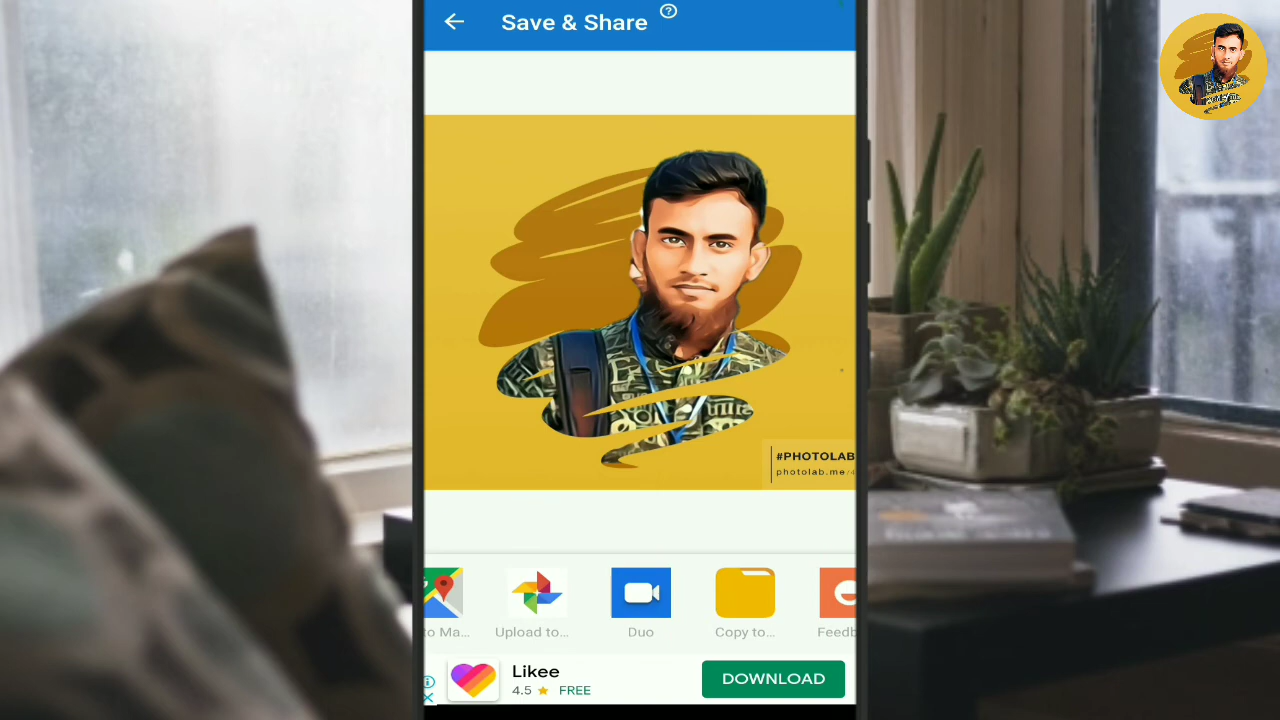 Save & Share
#PHOTOLAB
photolab.me/
to Ma...
Upload to...
Duo
Copy to...
Feedb
Likee
4.5 ★ FREE
DOWNLOAD